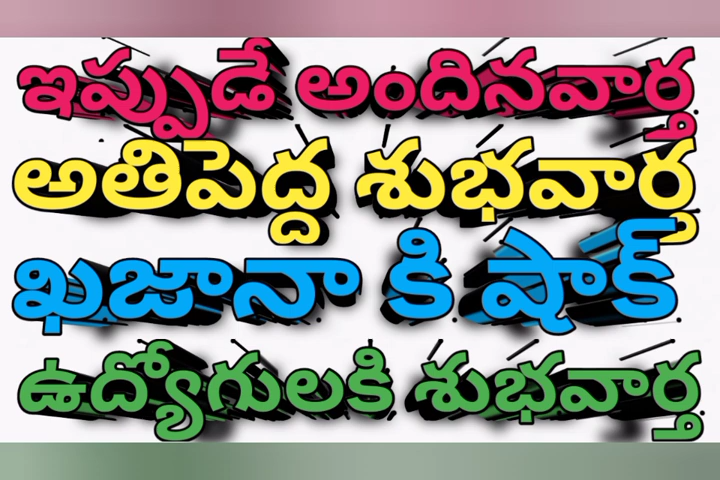 ఇప్పుడే అందినవార్త
అతిపెద్ద శుభవార్త
ఖజానా కి షాక్
ఉద్యోగులకి శుభవార్త